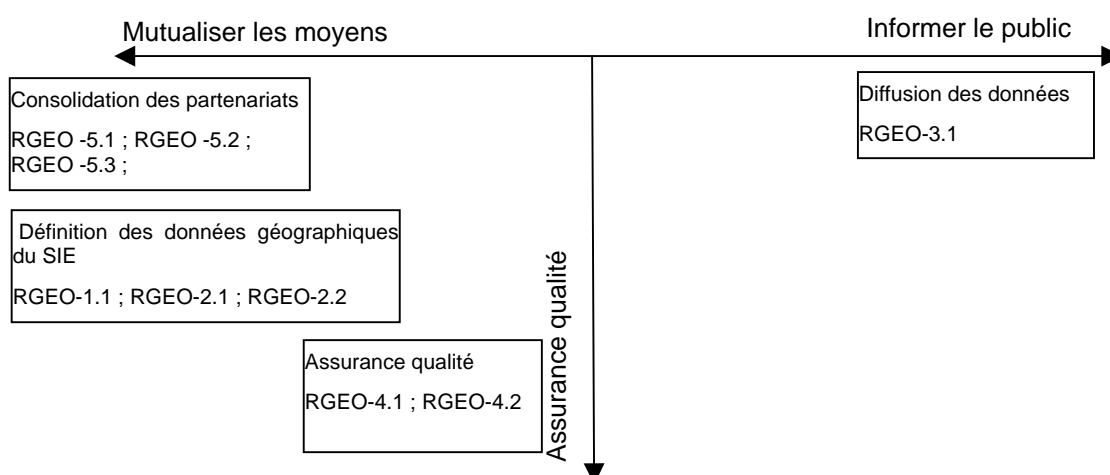 Mutualiser les moyens
Informer le public
Consolidation des partenariats
RGEO -5.1 ; RGEO -5.2 ;
RGEO -5.3 ;
Diffusion des données
RGEO-3.1
Définition des données géographiques
du SIE
RGEO-1.1 ; RGEO-2.1 ; RGEO-2.2
Assurance qualité
Assurance qualité
RGEO-4.1 ; RGEO-4.2